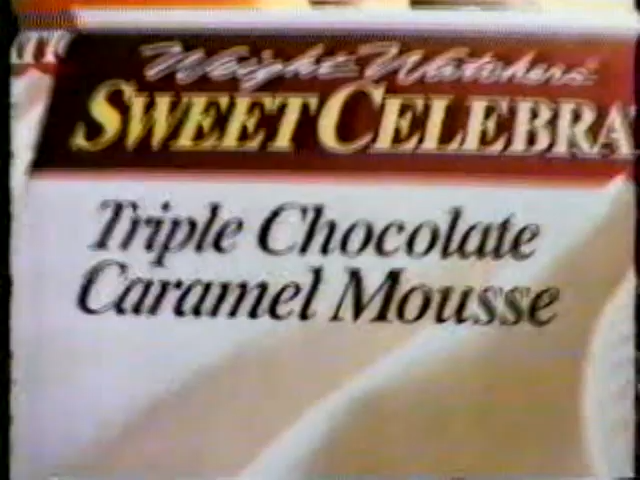 Weight Watchers
SWEET CELEBRA
Triple Chocolate
Caramel Mousse